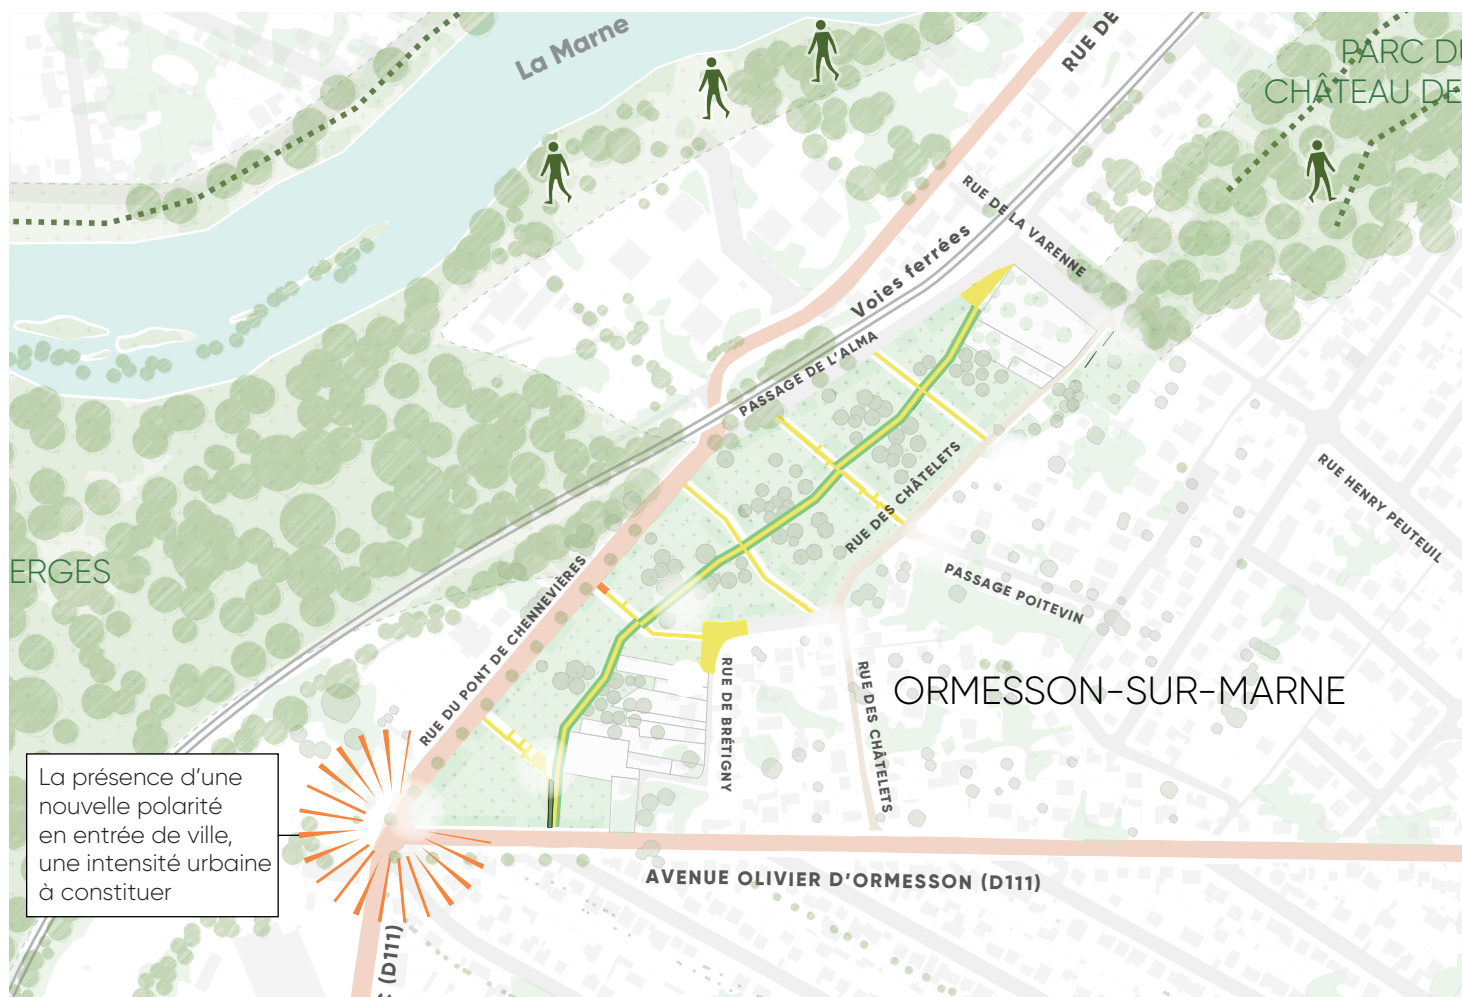 La Marne
RUE DE
PARC DU
CHÂTEAU DE
RUE DE LA VARENNE
Voies ferrées
PASSAGE DE L'ALMA
RUE DES CHÂTELETS
RUE HENRY PEUTEUIL
ERGES
RUE DU PONT DE CHENNEVIÈRES
PASSAGE POITEVIN
RUE DE BRÉTIGNY
RUE DES CHÂTELETS
ORMESSON-SUR-MARNE
La présence d'une
nouvelle polarité
en entrée de ville,
une intensité urbaine
à constituer
AVENUE OLIVIER D'ORMESSON (D111)
(D111)